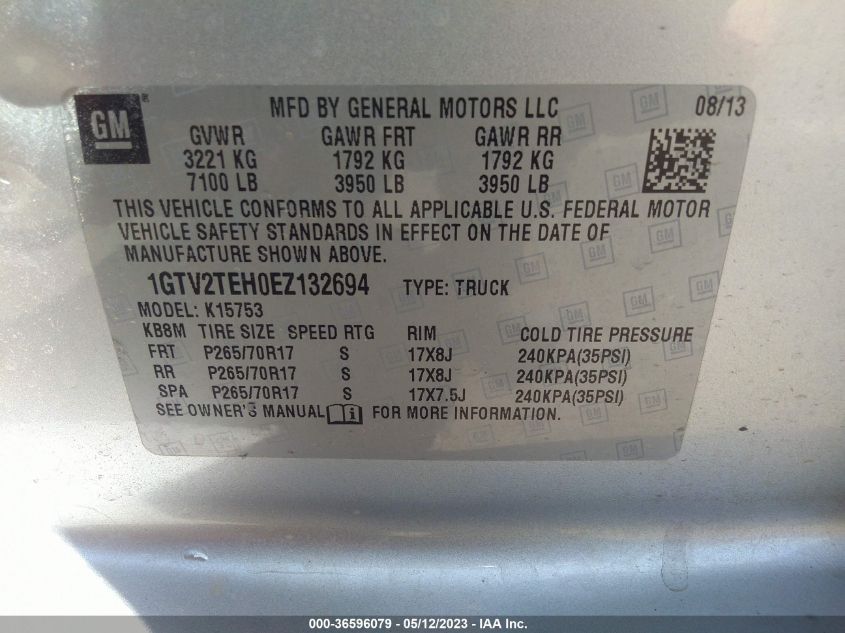 GM ® MFD BY GENERAL MOTORS LLC 08/13
GVWR GAWR FRT GAWR RR
3221 KG 1792 KG 1792 KG
7100 LB 3950 LB 3950 LB
THIS VEHICLE CONFORMS TO ALL APPLICABLE U.S. FEDERAL MOTOR
VEHICLE SAFETY STANDARDS IN EFFECT ON THE DATE OF
MANUFACTURE SHOWN ABOVE.
1GTV2TEH0EZ132694 TYPE: TRUCK
MODEL: K15753
KB8M TIRE SIZE SPEED RTG RIM COLD TIRE PRESSURE
FRT P265/70R17 S 17X8J 240KPA(35PSI)
RR P265/70R17 S 17X8J 240KPA(35PSI)
SPA P265/70R17 S 17X7.5J 240KPA(35PSI)
SEE OWNER'S MANUAL i FOR MORE INFORMATION.
000-36596079 - 05/12/2023 - IAA Inc.